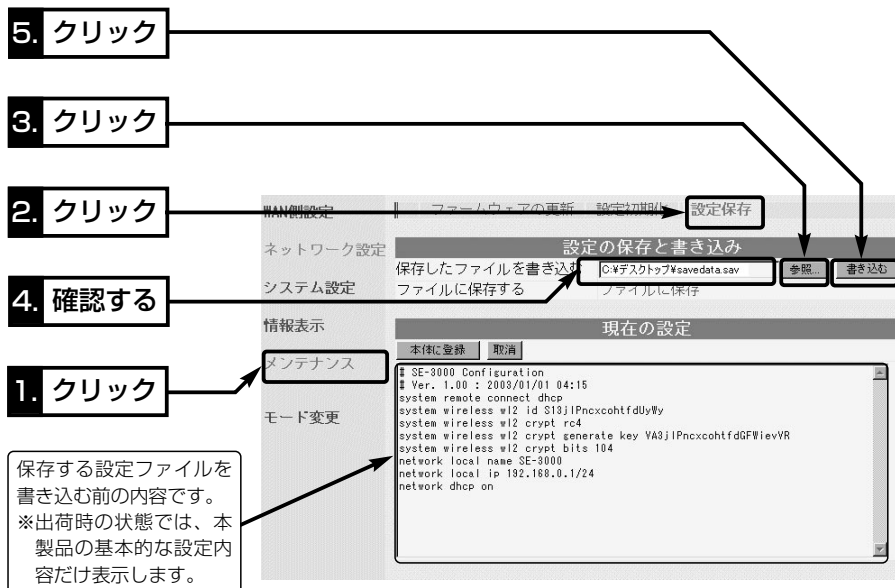 5. クリック
3. クリック
2. クリック
WAN側設定
ファームウェアの更新 設定初期化 設定保存
ネットワーク設定
設定の保存と書き込み
保存したファイルを書き込む C:¥デスクトップ¥savedata.sav 参照... 書き込む
4. 確認する
システム設定
ファイルに保存する ファイルに保存
情報表示
現在の設定
本体に登録 取消
メンテナンス
1. クリック
# SE-3000 Configuration
# Ver. 1.00 : 2003/01/01 04:15
system remote connect dhcp
system wireless wl2 id S13jlPncxcohtfdUyWy
system wireless wl2 crypt rc4
system wireless wl2 crypt generate key VA3jlPncxcohtfdGFWievVR
system wireless wl2 crypt bits 104
network local name SE-3000
network local ip 192.168.0.1/24
network dhcp on
モード変更
保存する設定ファイルを
書き込む前の内容です。
※出荷時の状態では、本
製品の基本的な設定内
容だけ表示します。